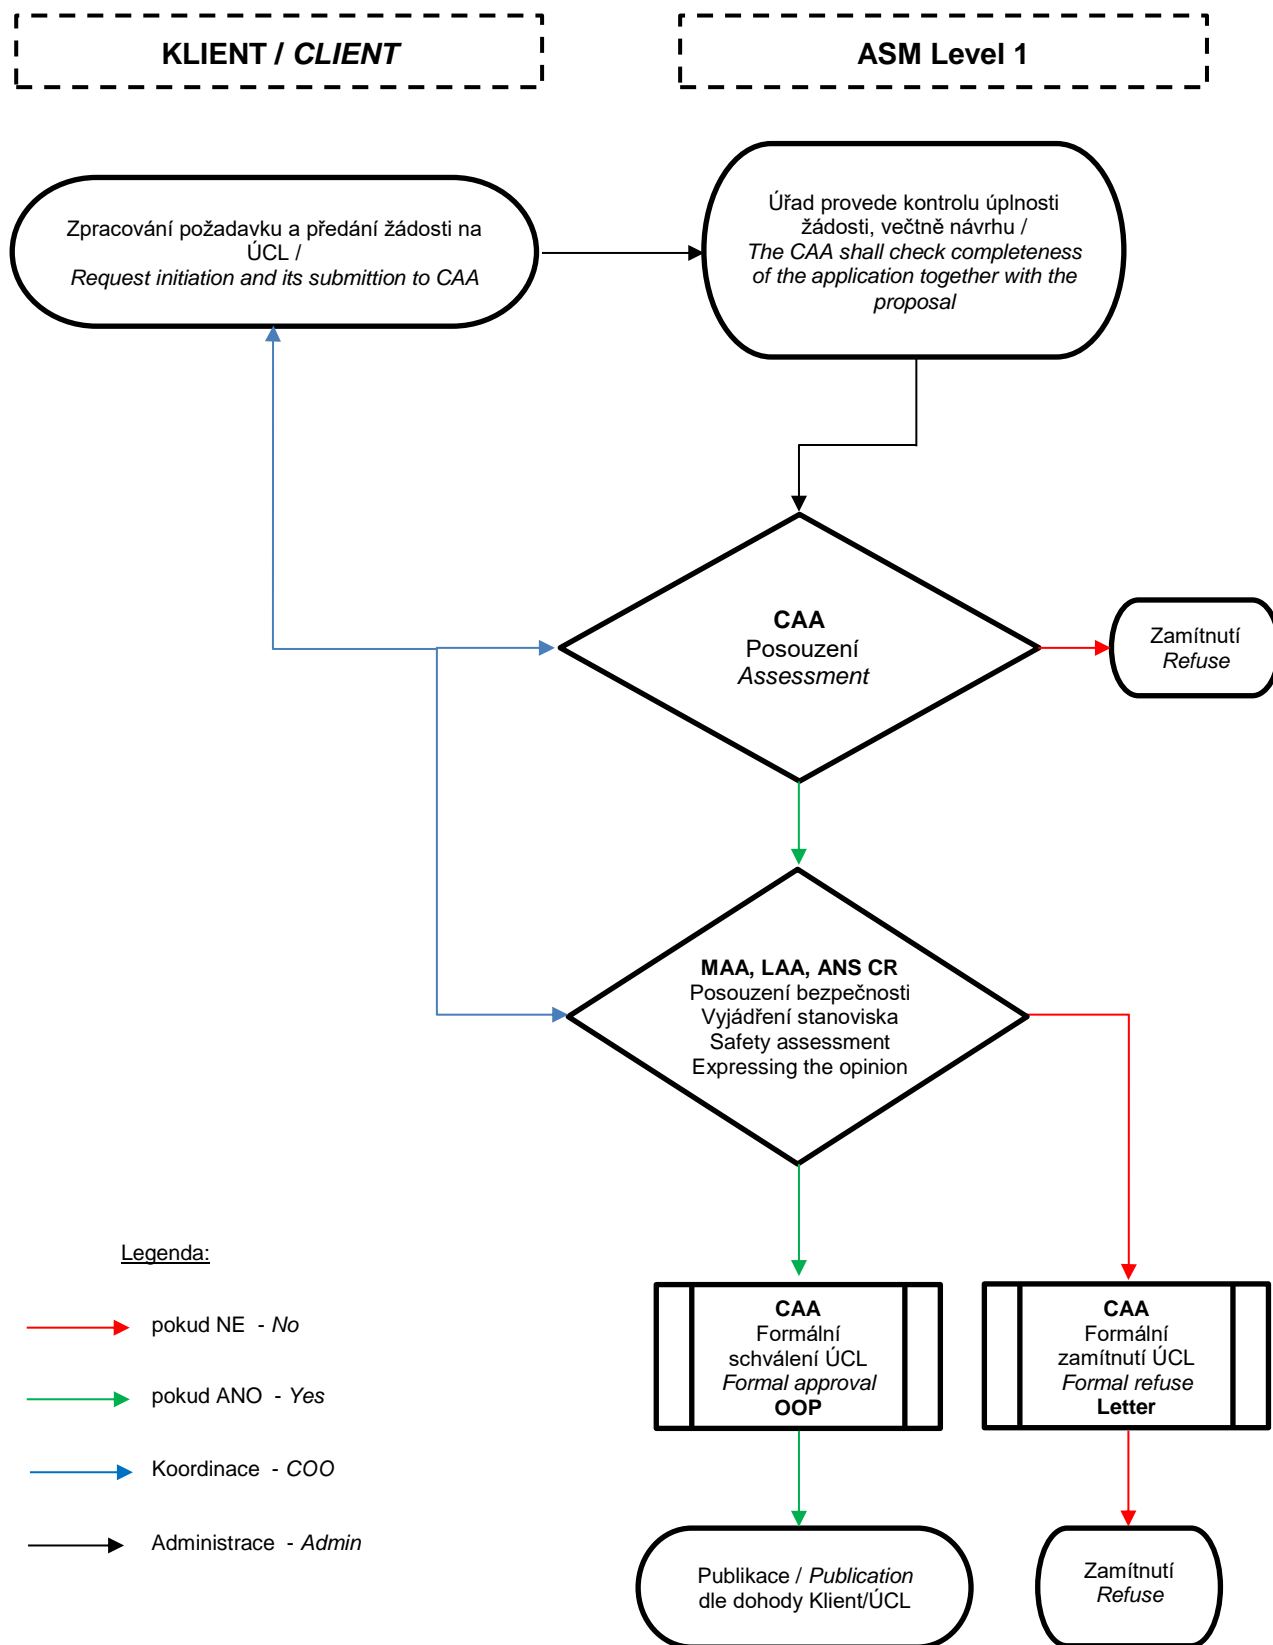 KLIENT / CLIENT
ASM Level 1
Zpracování požadavku a předání žádosti na
ÚCL /
Request initiation and its submittion to CAA
Úřad provede kontrolu úplnosti
žádosti, večtně návrhu /
The CAA shall check completeness
of the application together with the
proposal
CAA
Posouzení
Assessment
Zamítnutí
Refuse
MAA, LAA, ANS CR
Posouzení bezpečnosti
Vyjádření stanoviska
Safety assessment
Expressing the opinion
Legenda:
pokud NE - No
pokud ANO - Yes
Koordinace - COO
Administrace - Admin
CAA
Formální
schválení ÚCL
Formal approval
OOP
CAA
Formální
zamítnutí ÚCL
Formal refuse
Letter
Publikace / Publication
dle dohody Klient/ÚCL
Zamítnutí
Refuse